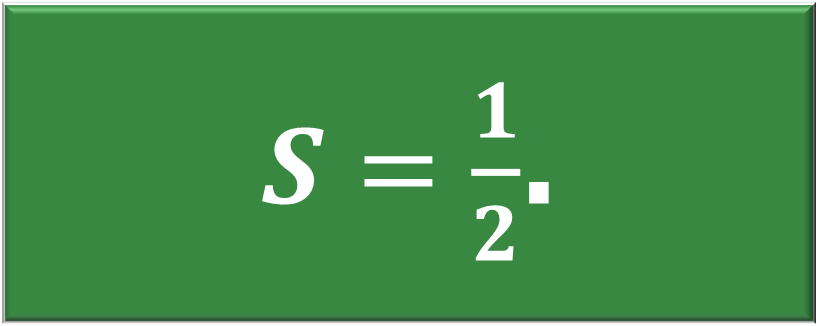 S = 1/2.